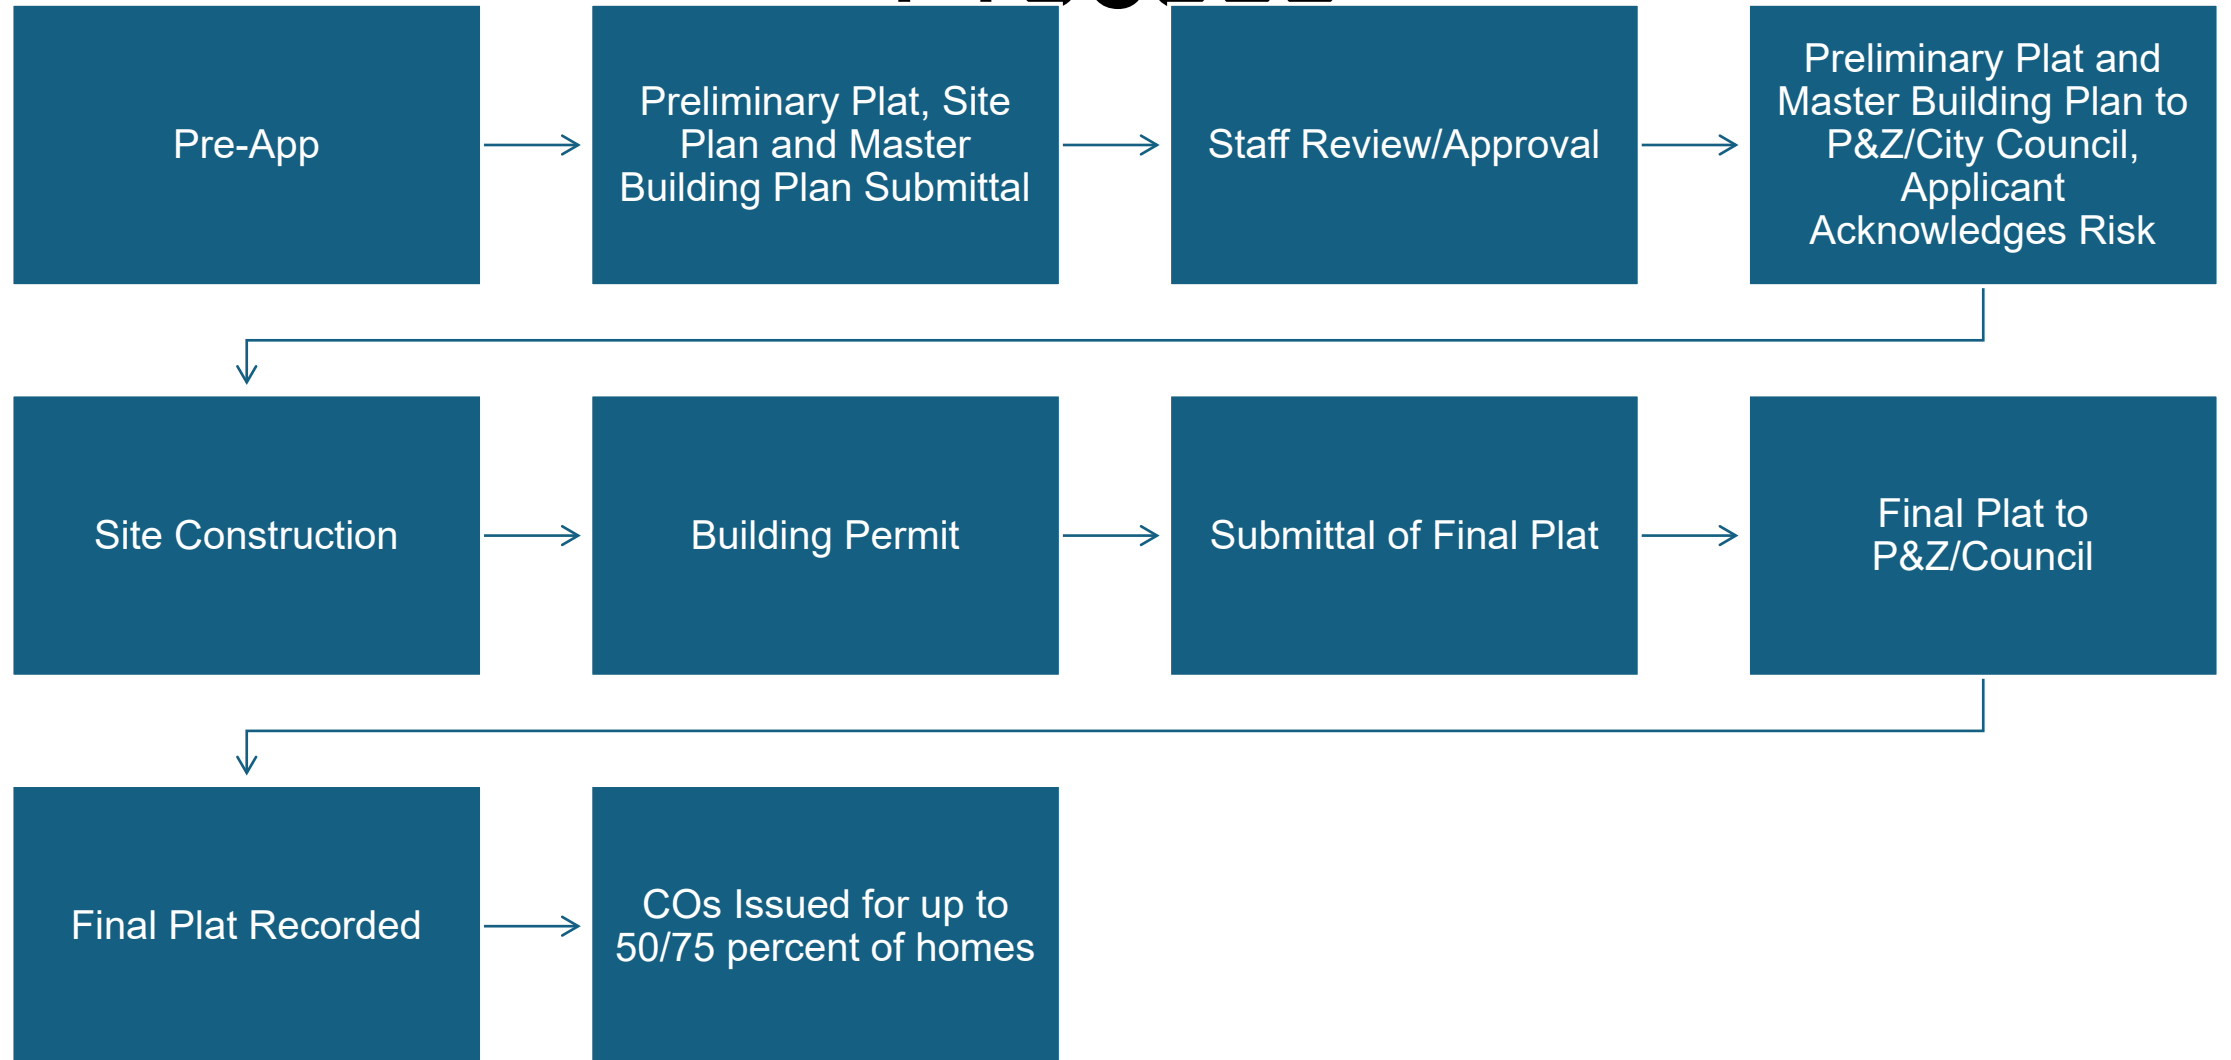 Pre-App
Preliminary Plat, Site
Plan and Master
Building Plan Submittal
Staff Review/Approval
Preliminary Plat and
Master Building Plan to
P&Z/City Council,
Applicant
Acknowledges Risk
Site Construction
Building Permit
Submittal of Final Plat
Final Plat to
P&Z/Council
Final Plat Recorded
COs Issued for up to
50/75 percent of homes